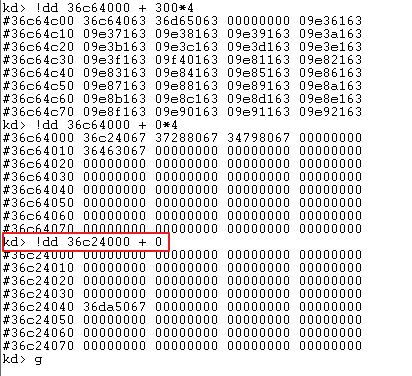 kd> !dd 36c64000 + 300*4
#36c64c00 36c64063 36d65063 00000000 09e36163
#36c64c10 09e37163 09e38163 09e39163 09e3a163
#36c64c20 09e3b163 09e3c163 09e3d163 09e3e163
#36c64c30 09e3f163 09f40163 09e81163 09e82163
#36c64c40 09e83163 09e84163 09e85163 09e86163
#36c64c50 09e87163 09e88163 09e89163 09e8a163
#36c64c60 09e8b163 09e8c163 09e8d163 09e8e163
#36c64c70 09e8f163 09e90163 09e91163 09e92163
kd> !dd 36c64000 + 0*4
#36c64000 36c24067 37288067 34798067 00000000
#36c64010 36463067 00000000 00000000 00000000
#36c64020 00000000 00000000 00000000 00000000
#36c64030 00000000 00000000 00000000 00000000
#36c64040 00000000 00000000 00000000 00000000
#36c64050 00000000 00000000 00000000 00000000
#36c64060 00000000 00000000 00000000 00000000
#36c64070 00000000 00000000 00000000 00000000
kd> !dd 36c24000 + 0
#36c24000 00000000 00000000 00000000 00000000
#36c24010 00000000 00000000 00000000 00000000
#36c24020 00000000 00000000 00000000 00000000
#36c24030 00000000 00000000 00000000 00000000
#36c24040 36da5067 00000000 00000000 00000000
#36c24050 00000000 00000000 00000000 00000000
#36c24060 00000000 00000000 00000000 00000000
#36c24070 00000000 00000000 00000000 00000000
kd> g